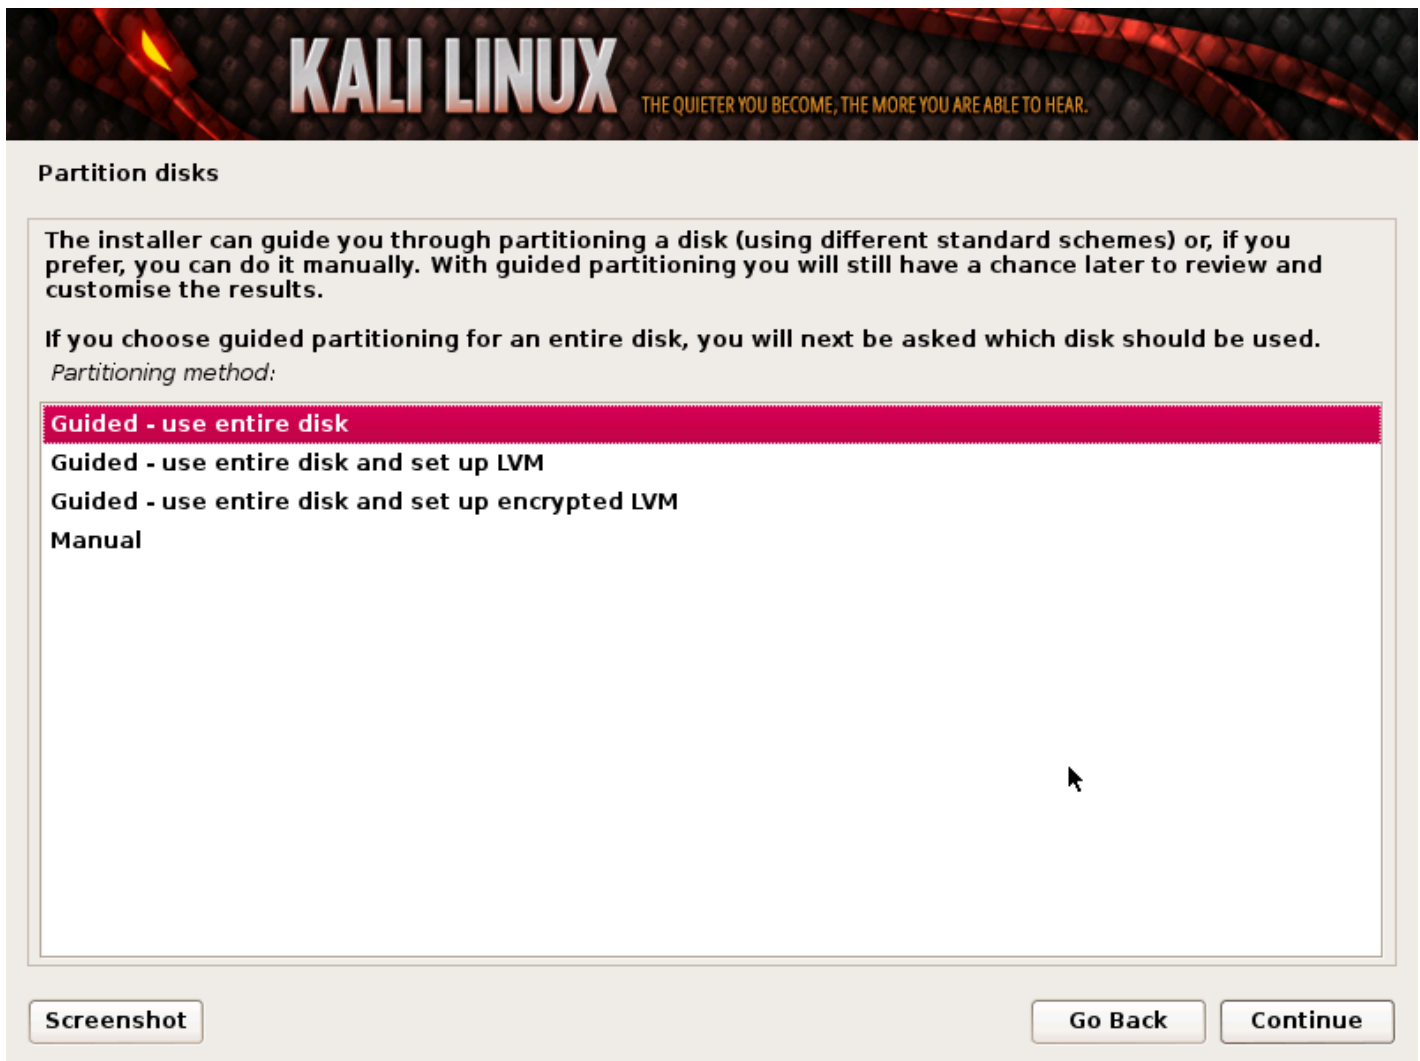 KALI LINUX THE QUIETER YOU BECOME, THE MORE YOU ARE ABLE TO HEAR.
Partition disks
The installer can guide you through partitioning a disk (using different standard schemes) or, if you
prefer, you can do it manually. With guided partitioning you will still have a chance later to review and
customise the results.
If you choose guided partitioning for an entire disk, you will next be asked which disk should be used.
Partitioning method:
Guided - use entire disk
Guided - use entire disk and set up LVM
Guided - use entire disk and set up encrypted LVM
Manual
Screenshot Go Back Continue